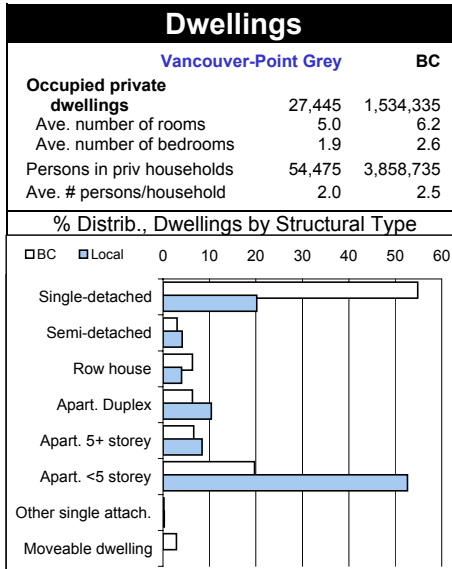 Dwellings
Vancouver-Point Grey BC
Occupied private
dwellings 27,445 1,534,335
Ave. number of rooms 5.0 6.2
Ave. number of bedrooms 1.9 2.6
Persons in priv households 54,475 3,858,735
Ave. # persons/household 2.0 2.5
% Distrib., Dwellings by Structural Type
BC Local 0 10 20 30 40 50 60
Single-detached
Semi-detached
Row house
Apart. Duplex
Apart. 5+ storey
Apart. <5 storey
Other single attach.
Moveable dwelling